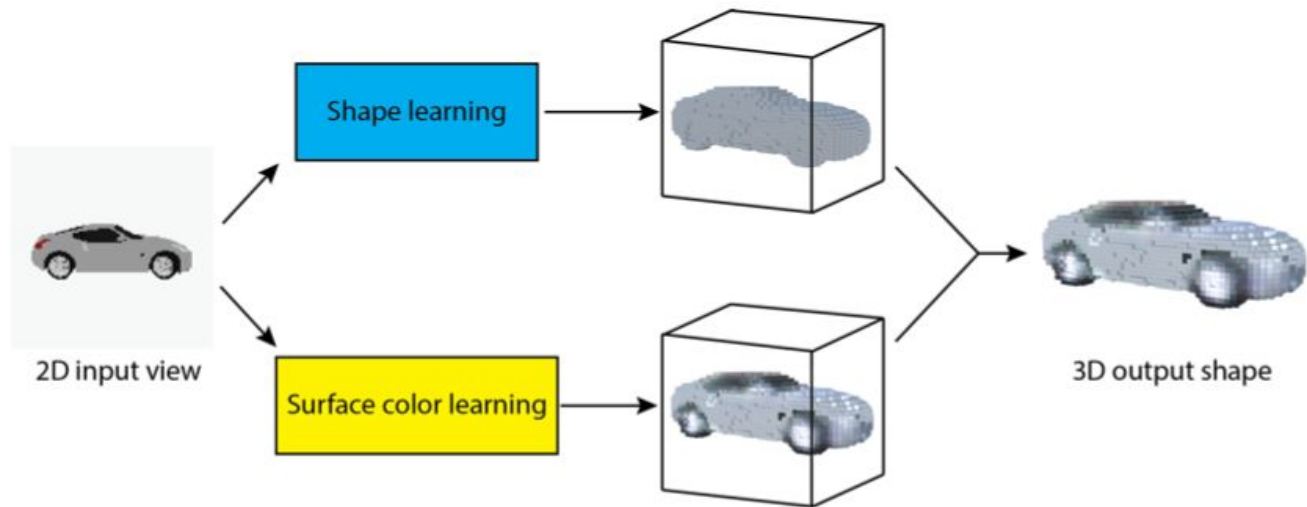 Shape learning
2D input view
Surface color learning
3D output shape